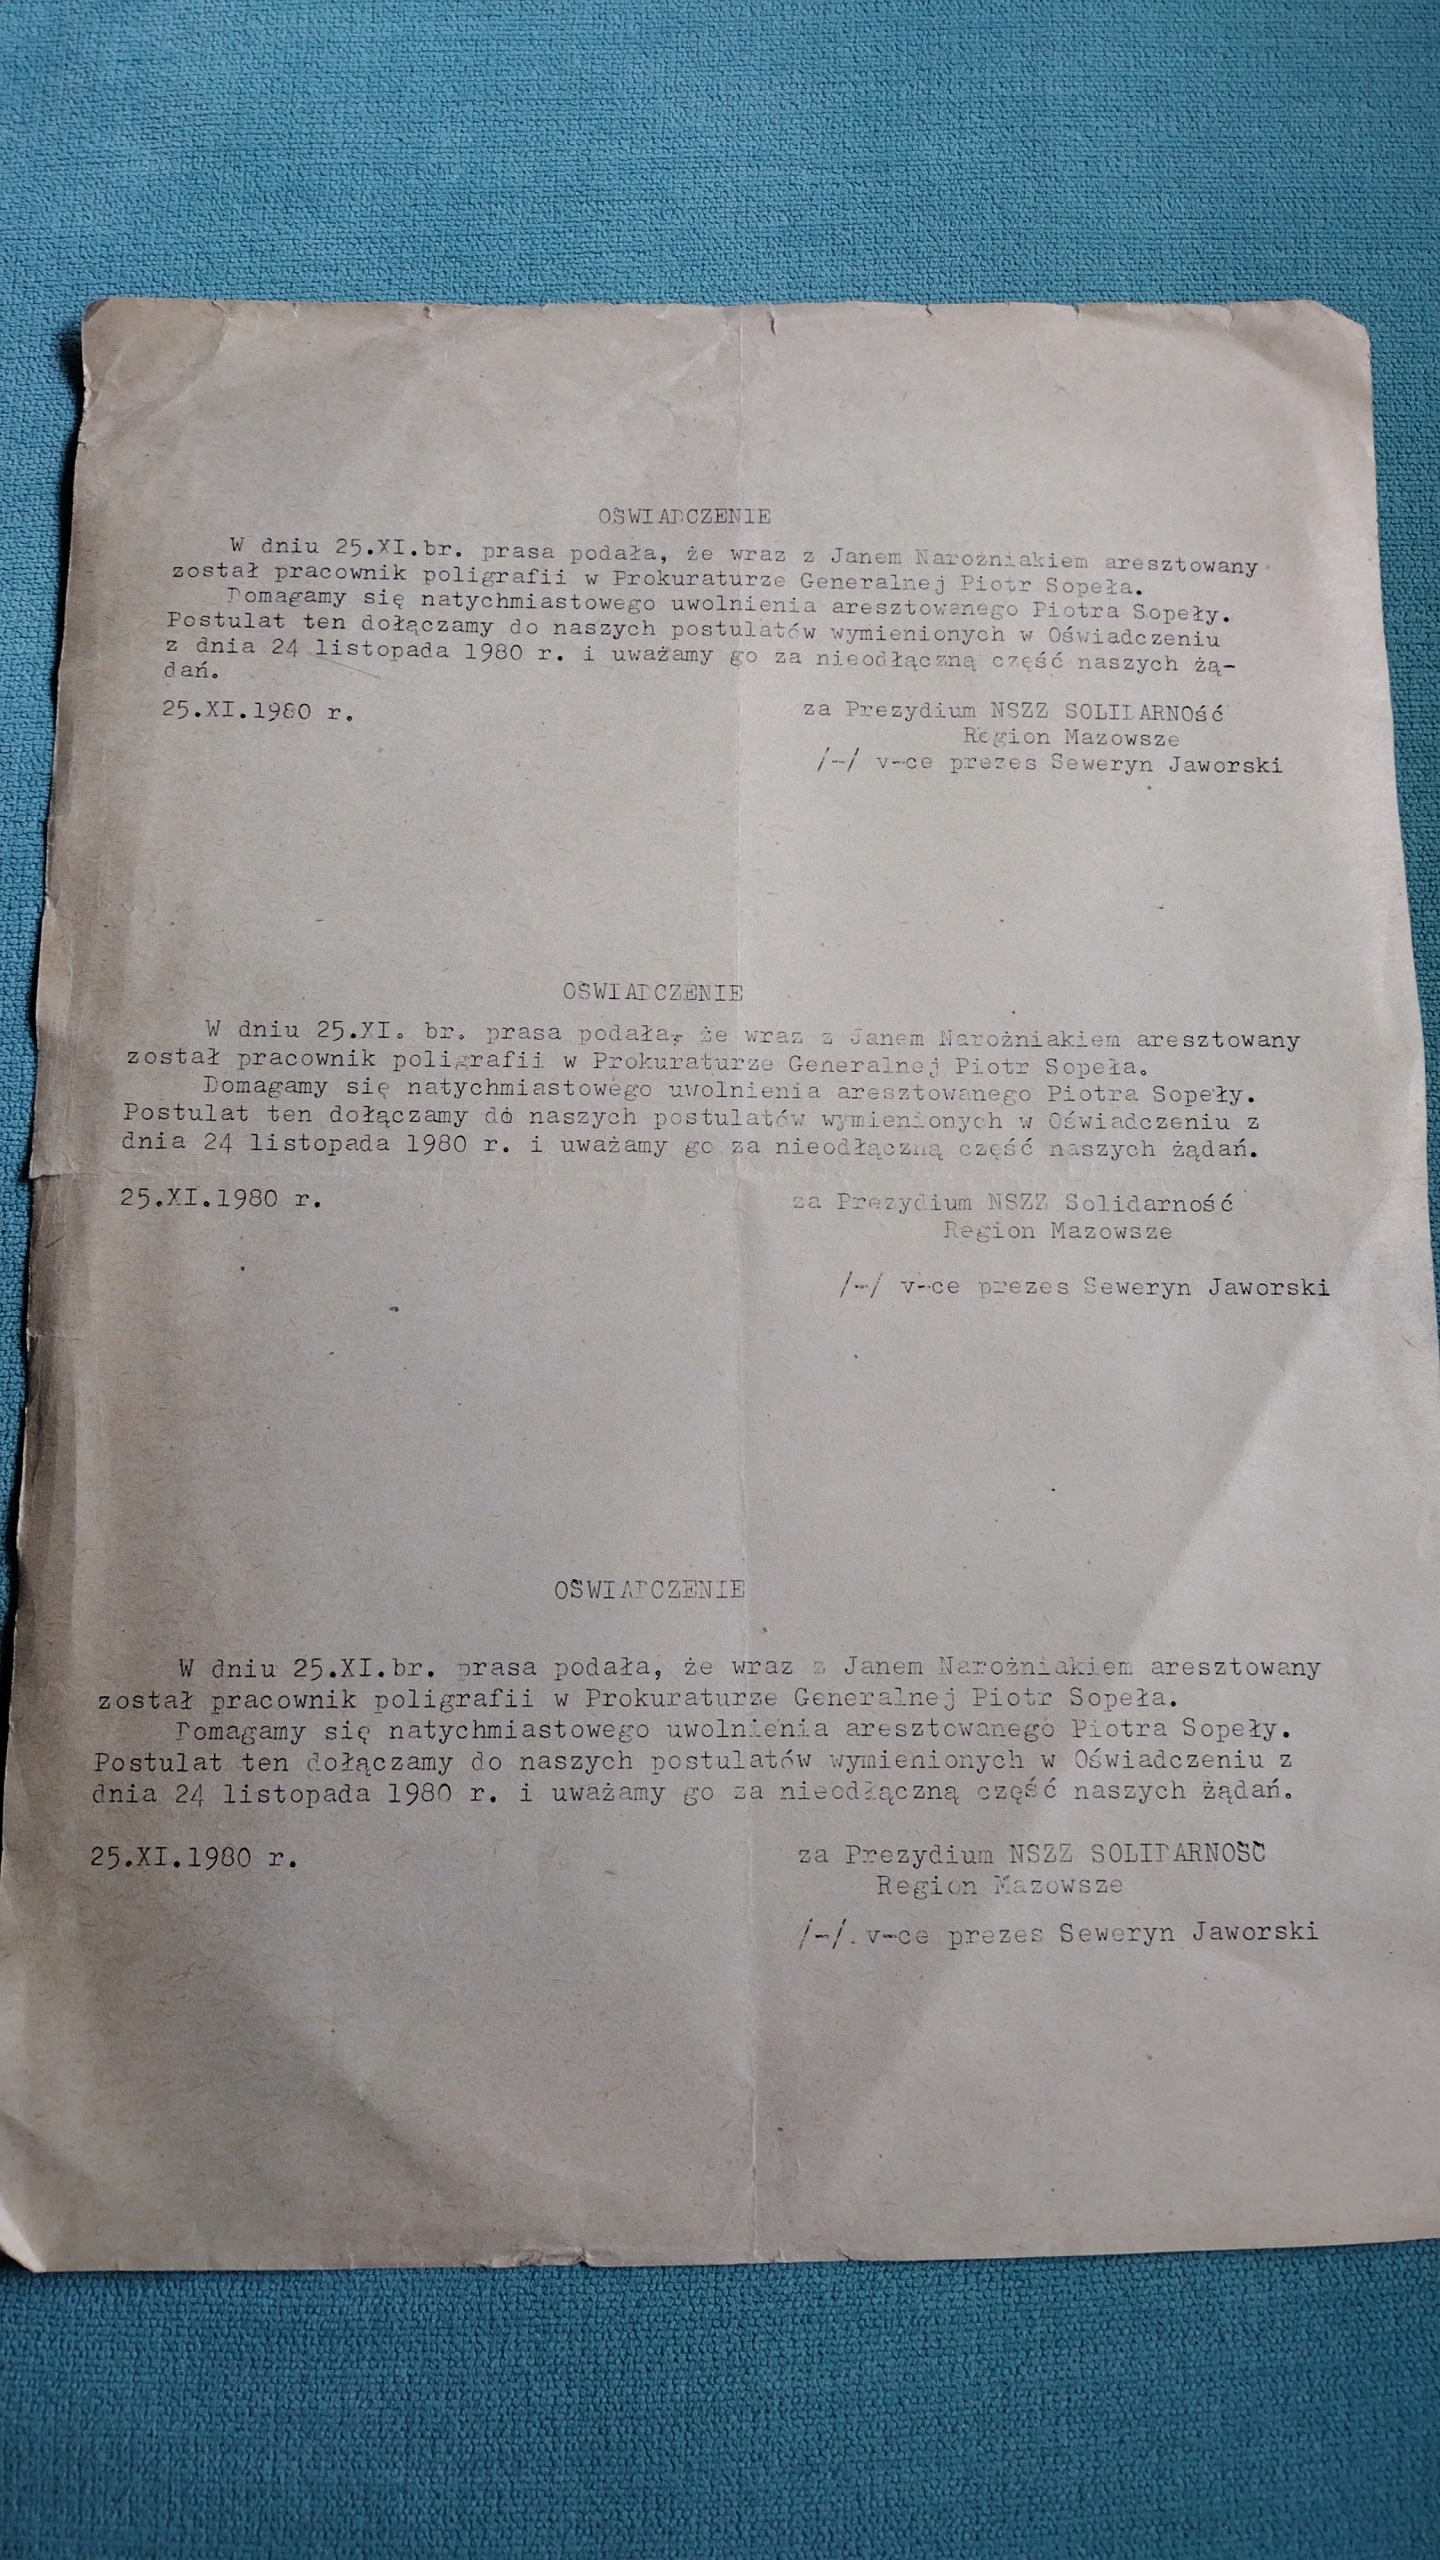 OŚWIADCZENIE
W dniu 25.XI.br. prasa podała, że wraz z Janem Narożniakiem aresztowany
został pracownik poligrafii w Prokuraturze Generalnej Piotr Sopeła.
Domagamy się natychmiastowego uwolnienia aresztowanego Piotra Sopeły.
Postulat ten dołączamy do naszych postulatów wymienionych w Oświadczeniu
z dnia 24 listopada 1980 r. i uważamy go za nieodłączną część naszych żą-
dań.
25.XI.1980 r. za Prezydium NSZZ SOLIDARNOść
Region Mazowsze
/-/ v-ce prezes Seweryn Jaworski
OŚWIADCZENIE
W dniu 25.XI. br. prasa podała, że wraz z Janem Narożniakiem aresztowany
został pracownik poligrafii w Prokuraturze Generalnej Piotr Sopeła.
Domagamy się natychmiastowego uwolnienia aresztowanego Piotra Sopeły.
Postulat ten dołączamy do naszych postulatów wymienionych w Oświadczeniu z
dnia 24 listopada 1980 r. i uważamy go za nieodłączną część naszych żądań.
25.XI.1980 r. za Prezydium NSZZ Solidarność
Region Mazowsze
/-/ v-ce prezes Seweryn Jaworski
OŚWIADCZENIE
W dniu 25.XI.br. prasa podała, że wraz z Janem Narożniakiem aresztowany
został pracownik poligrafii w Prokuraturze Generalnej Piotr Sopeła.
Domagamy się natychmiastowego uwolnienia aresztowanego Piotra Sopeły.
Postulat ten dołączamy do naszych postulatów wymienionych w Oświadczeniu z
dnia 24 listopada 1980 r. i uważamy go za nieodłączną część naszych żądań.
25.XI.1980 r. za Prezydium NSZZ SOLIDARNOŚĆ
Region Mazowsze
/-/. v-ce prezes Seweryn Jaworski